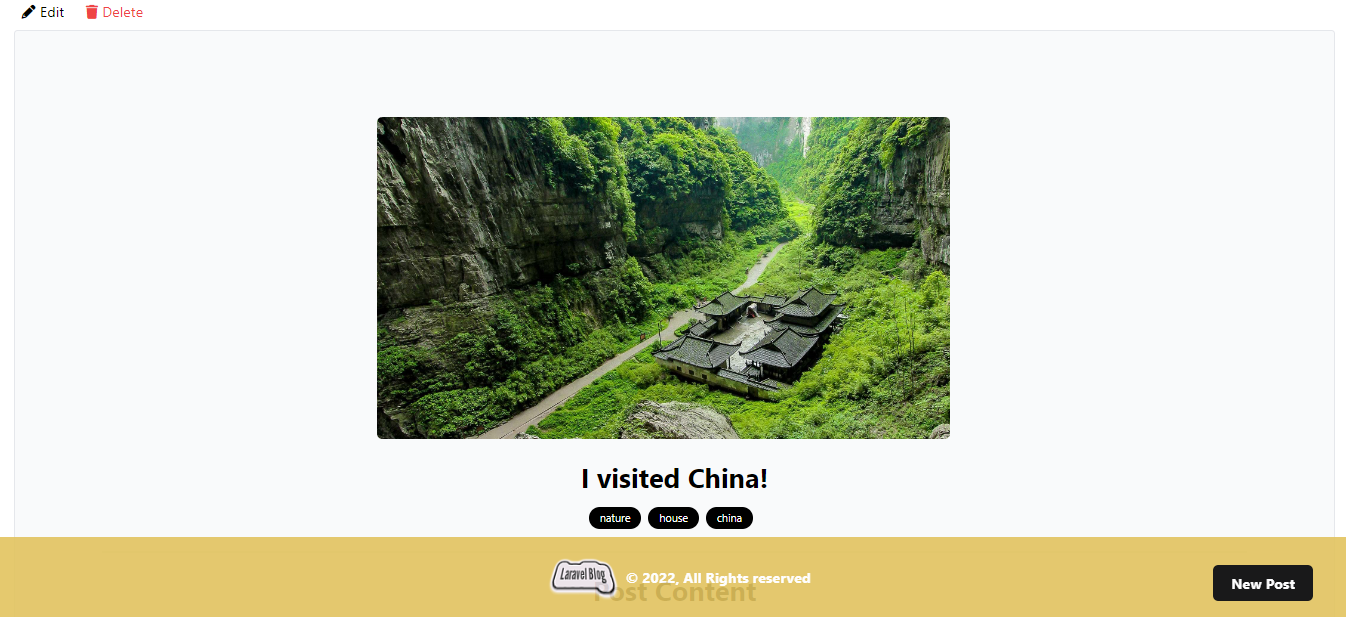 Edit Delete
I visited China!
nature house china
Laravel Blog © 2022, All Rights reserved
Post Content
New Post